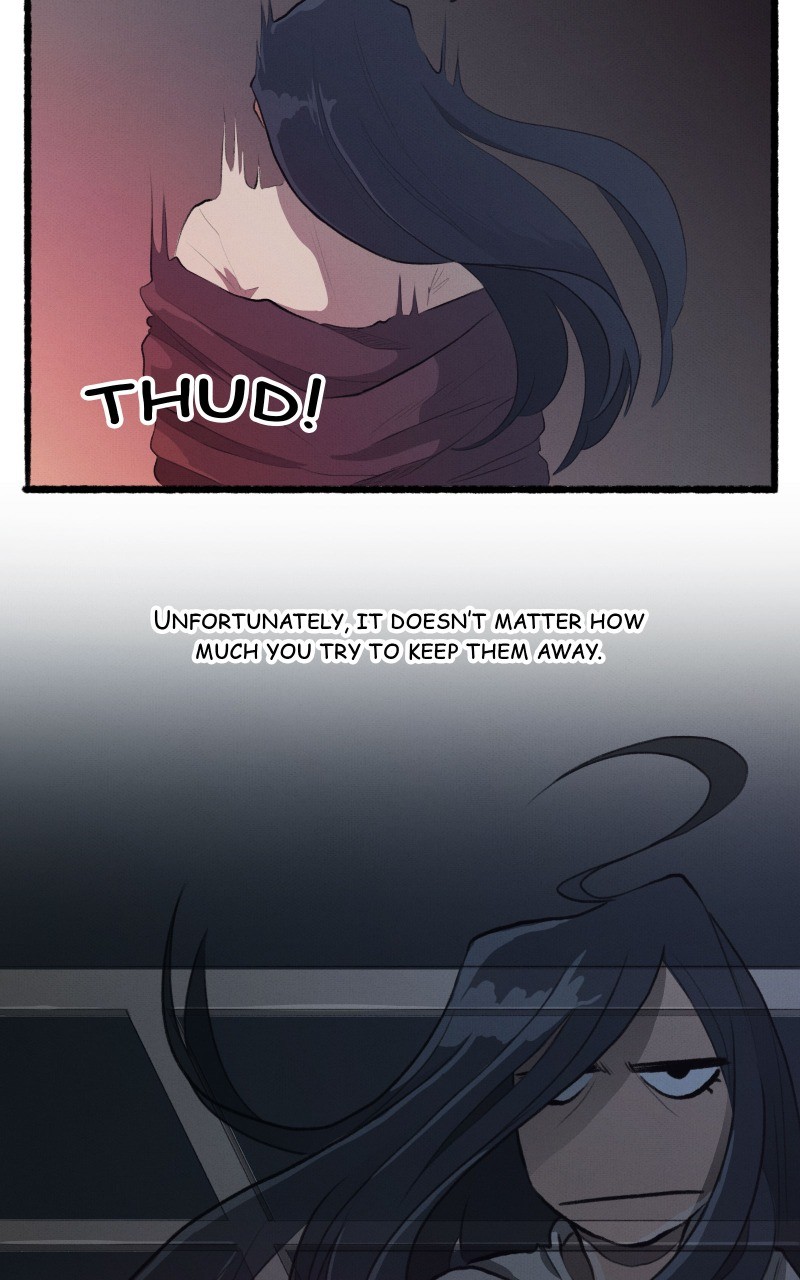 THUD!
UNFORTUNATELY, IT DOESN'T MATTER HOW
MUCH YOU TRY TO KEEP THEM AWAY.